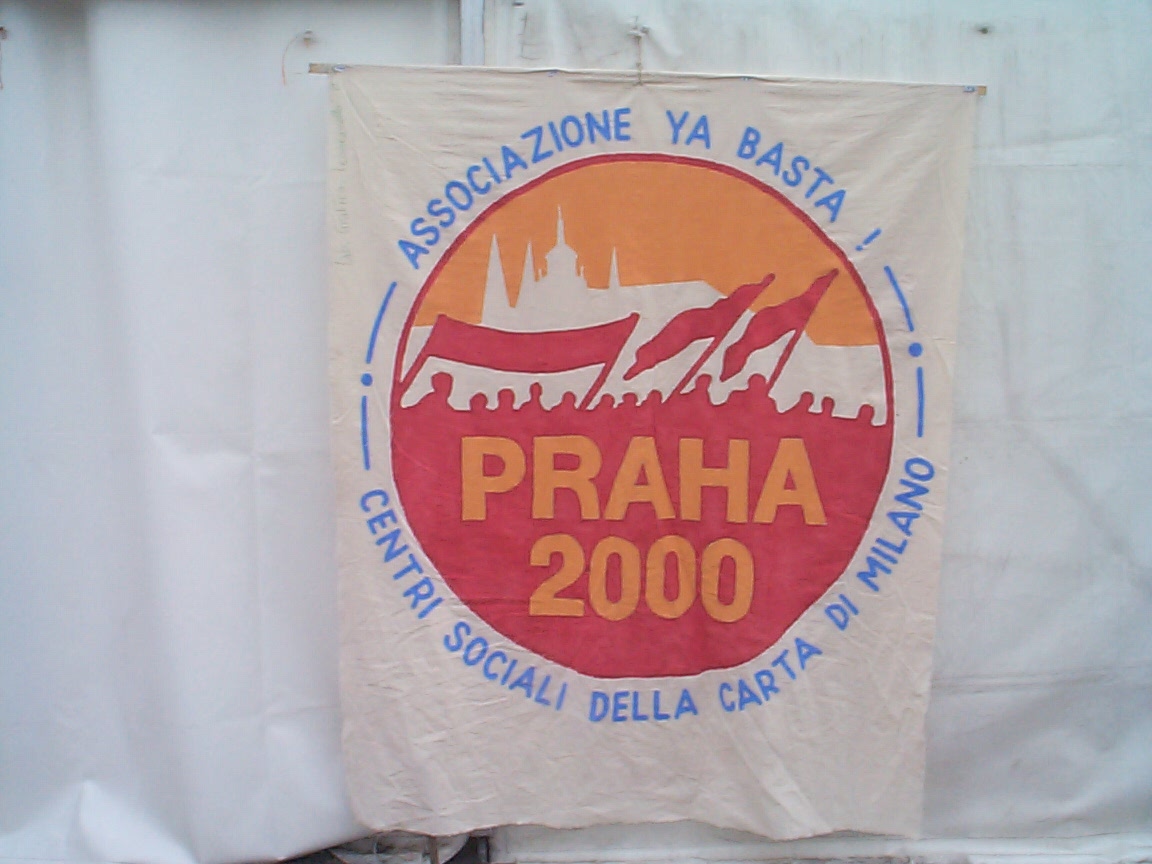 ASSOCIAZIONE YA BASTA !
PRAHA
2000
CENTRI SOCIALI DELLA CARTA DI MILANO